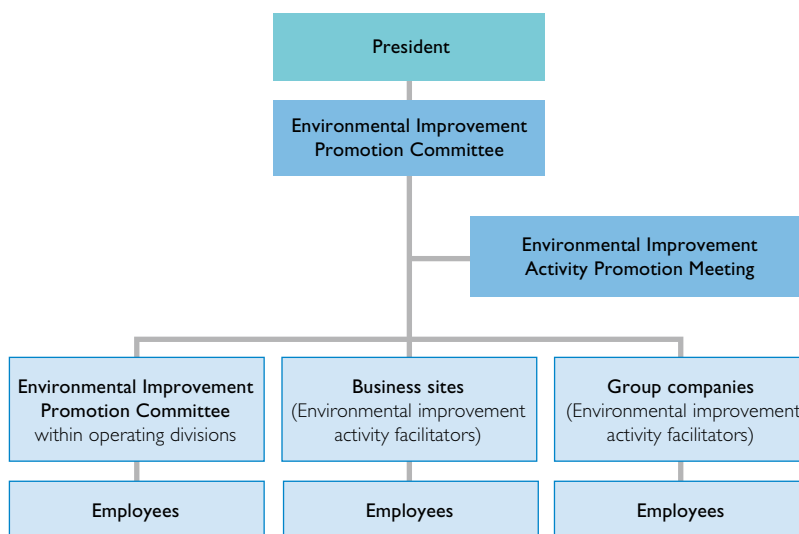 President
Environmental Improvement
Promotion Committee
Environmental Improvement
Activity Promotion Meeting
Environmental Improvement
Promotion Committee
within operating divisions
Business sites
(Environmental improvement
activity facilitators)
Group companies
(Environmental improvement
activity facilitators)
Employees
Employees
Employees